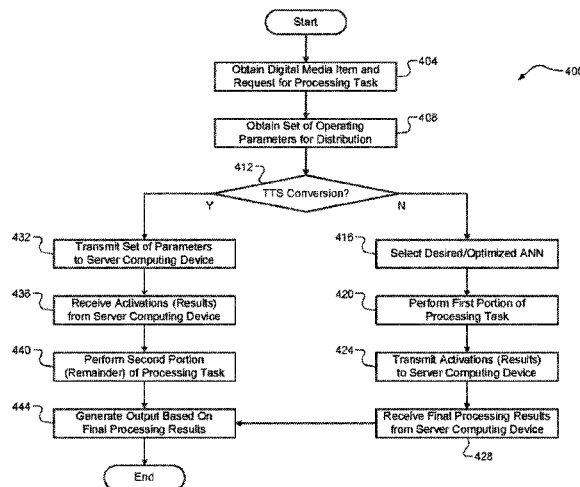 Start
404
Obtain Digital Media Item and
Request for Processing Task
400
408
Obtain Set of Operating
Parameters for Distribution
412
TTS Conversion?
Y
N
432
Transmit Set of Parameters
to Server Computing Device
416
Select Desired/Optimized ANN
436
Receive Activations (Results)
from Server Computing Device
420
Perform First Portion of
Processing Task
440
Perform Second Portion
(Remainder) of Processing Task
424
Transmit Activations (Results)
to Server Computing Device
444
Generate Output Based On
Final Processing Results
Receive Final Processing Results
from Server Computing Device
428
End